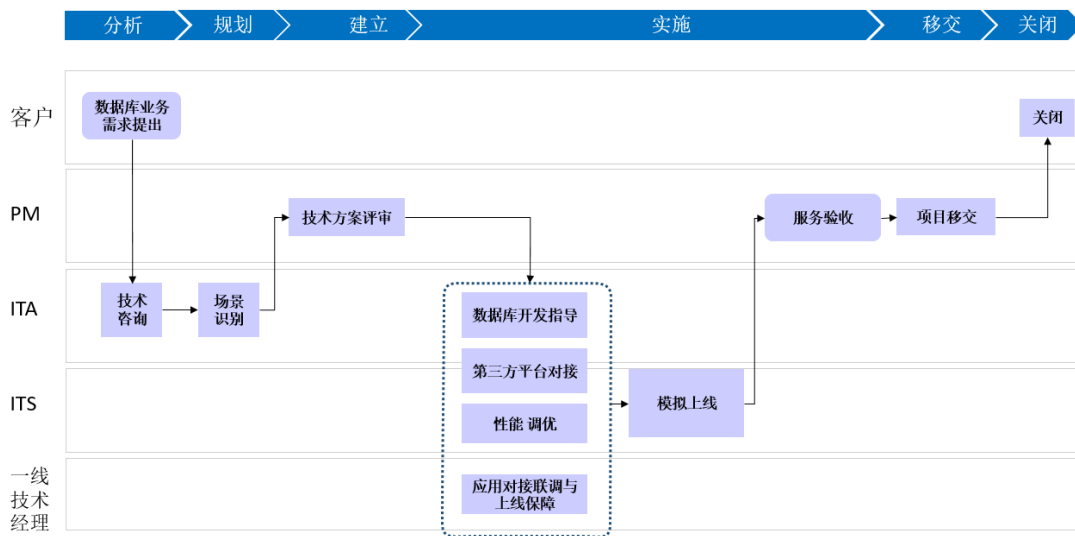 分析
规划
建立
实施
移交
关闭
客户
数据库业务
需求提出
关闭
PM
技术方案评审
服务验收
项目移交
ITA
技术
咨询
场景
识别
数据库开发指导
第三方平台对接
ITS
性能 调优
模拟上线
一线
技术
经理
应用对接联调与
上线保障